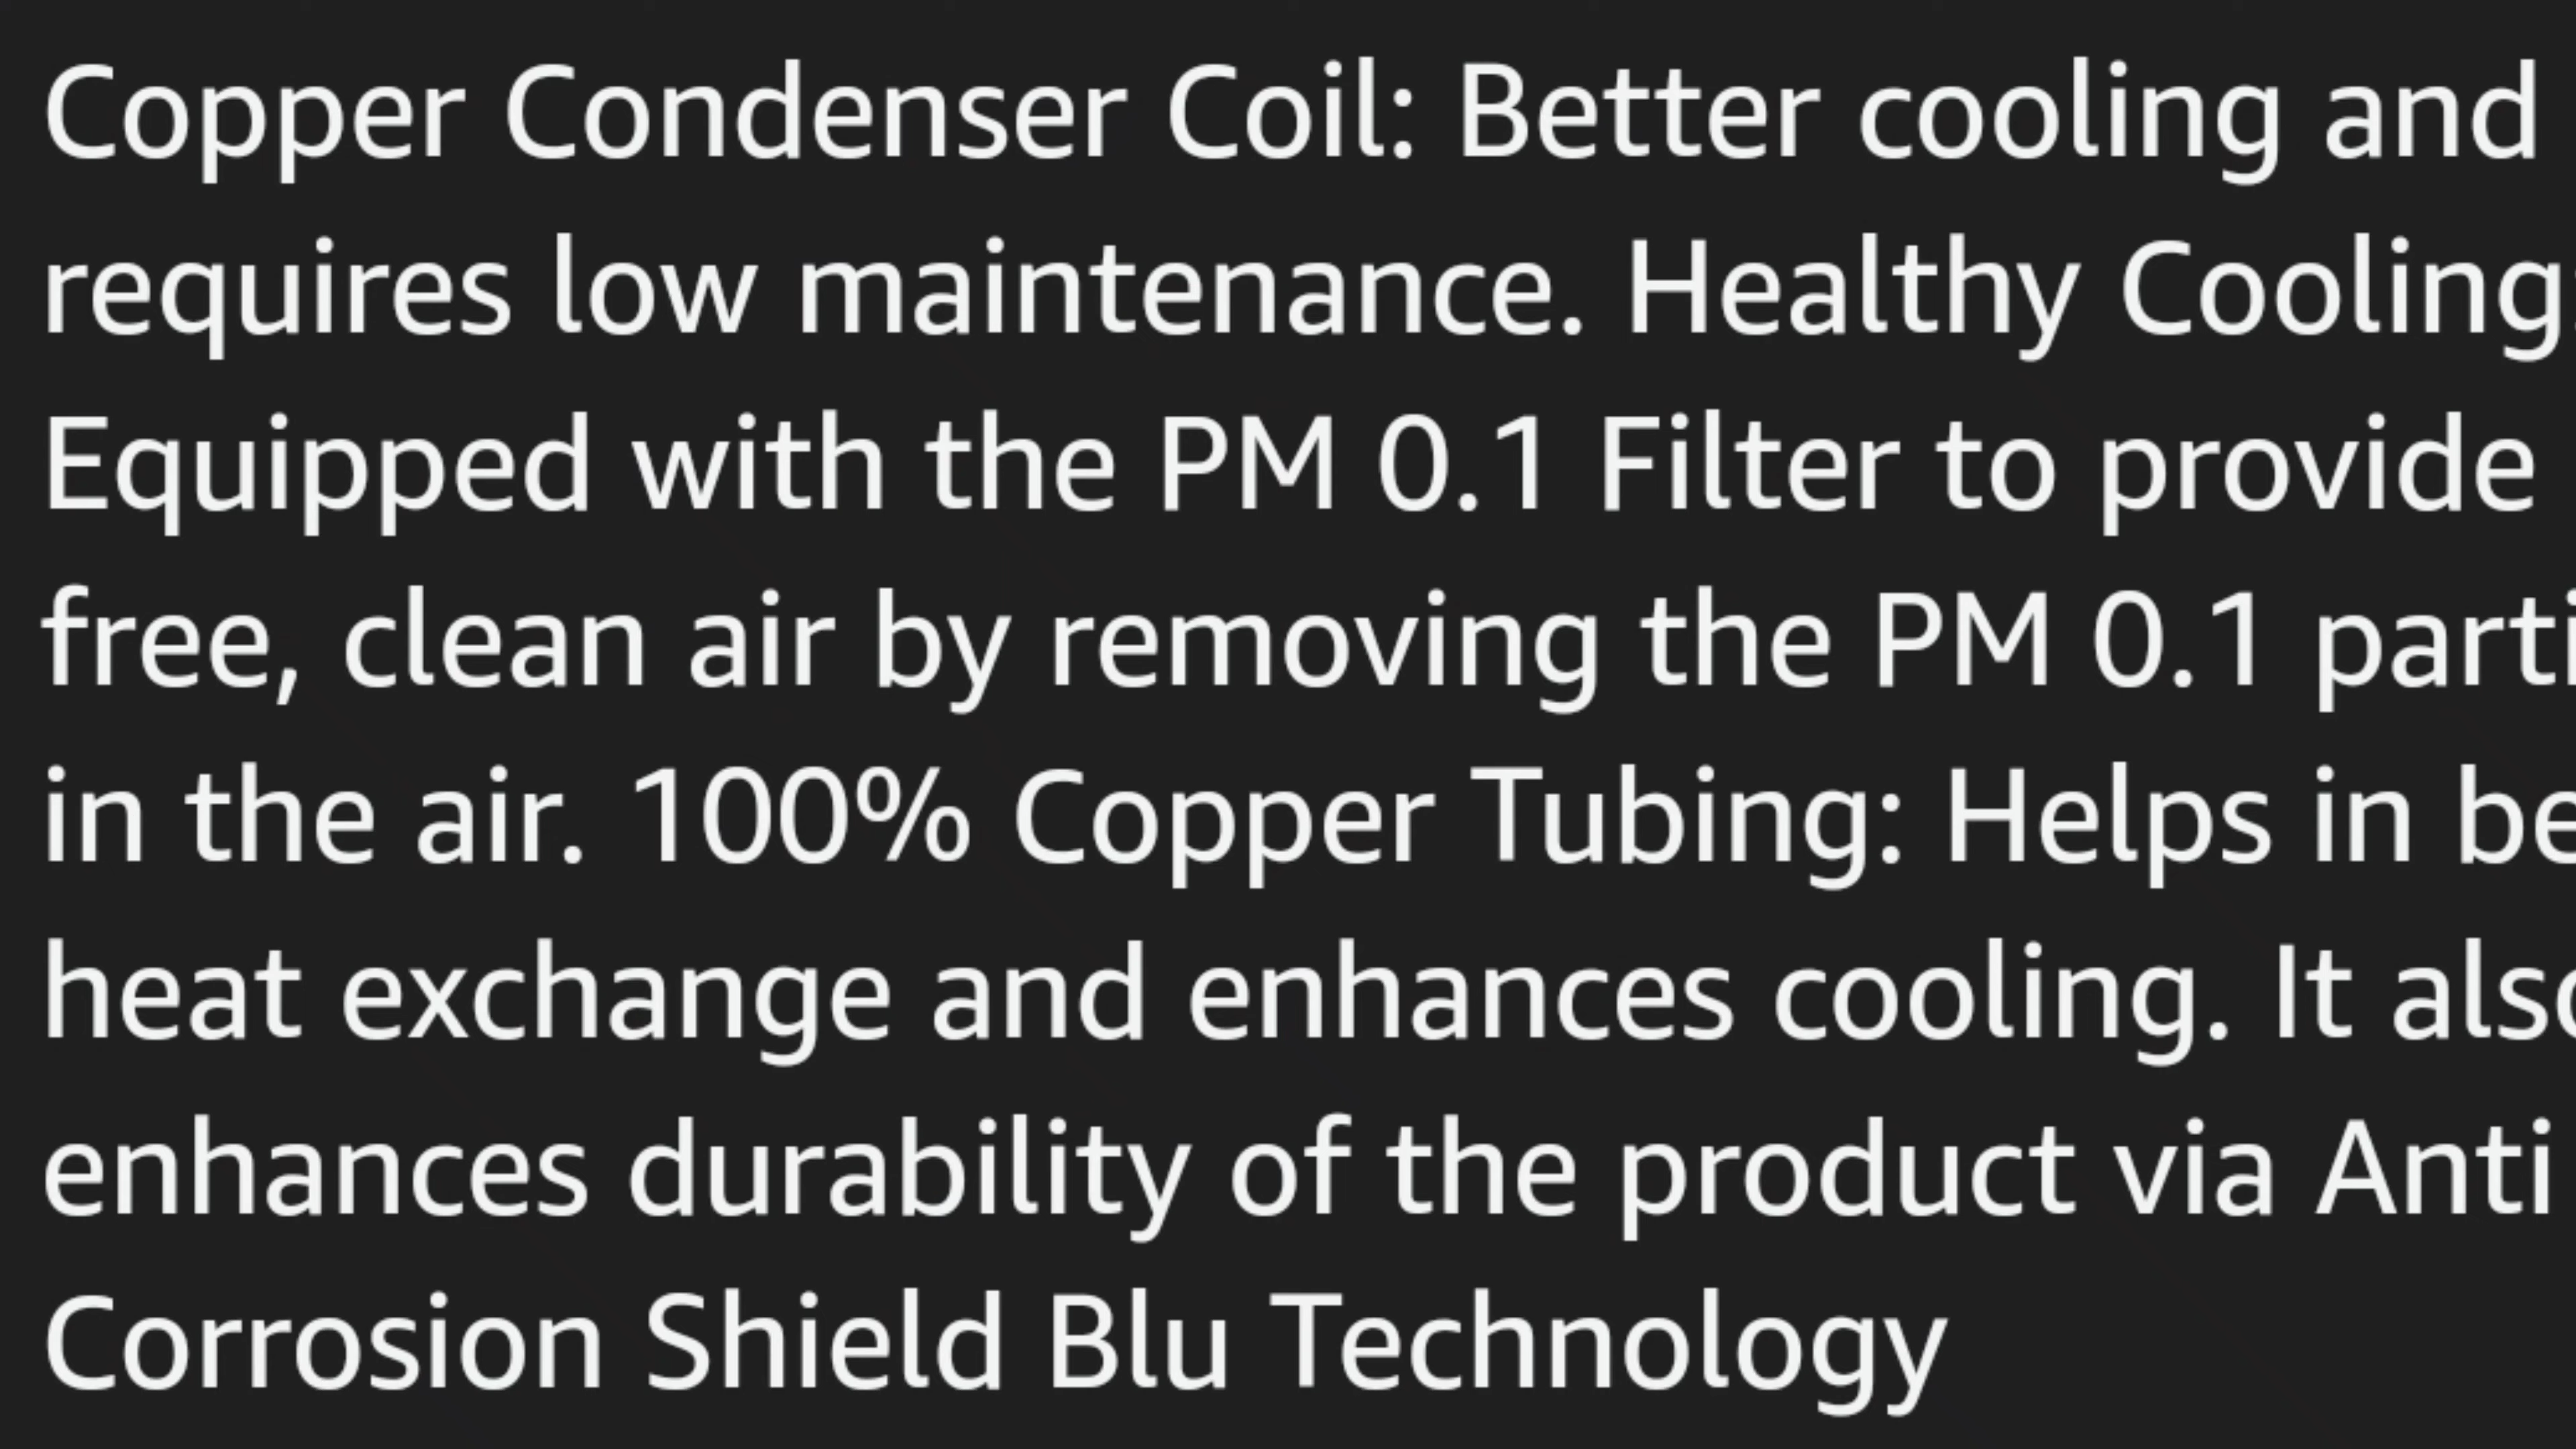 Copper Condenser Coil: Better cooling and
requires low maintenance. Healthy Cooling:
Equipped with the PM 0.1 Filter to provide
free, clean air by removing the PM 0.1
in the air. 100% Copper Tubing: Helps in
heat exchange and enhances cooling. It also
enhances durability of the product via Anti
Corrosion Shield Blu Technology